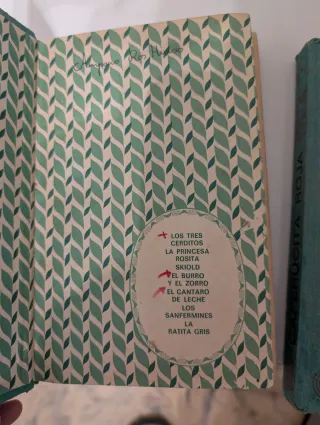 LOS TRES
CERDITOS
LA PRINCESA
ROSITA
SKIOLD
EL BURRO
Y EL ZORRO
EL CANTARO
DE LECHE
LOS
SANFERMINES
LA
RATITA GRIS
ROJA